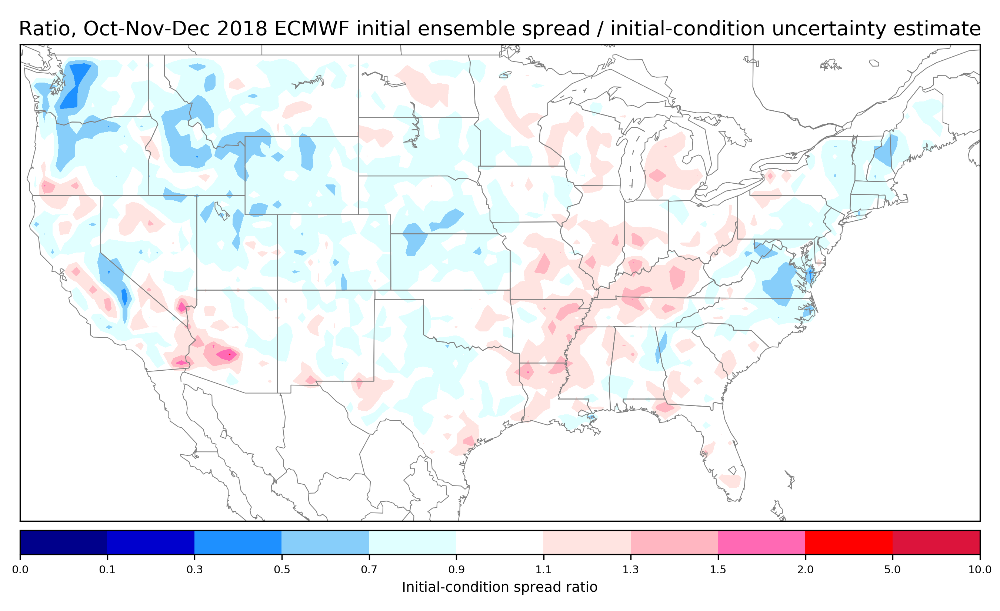 Ratio, Oct-Nov-Dec 2018 ECMWF initial ensemble spread / initial-condition uncertainty estimate
0.0 0.1 0.3 0.5 0.7 0.9 1.1 1.3 1.5 2.0 5.0 10.0
Initial-condition spread ratio